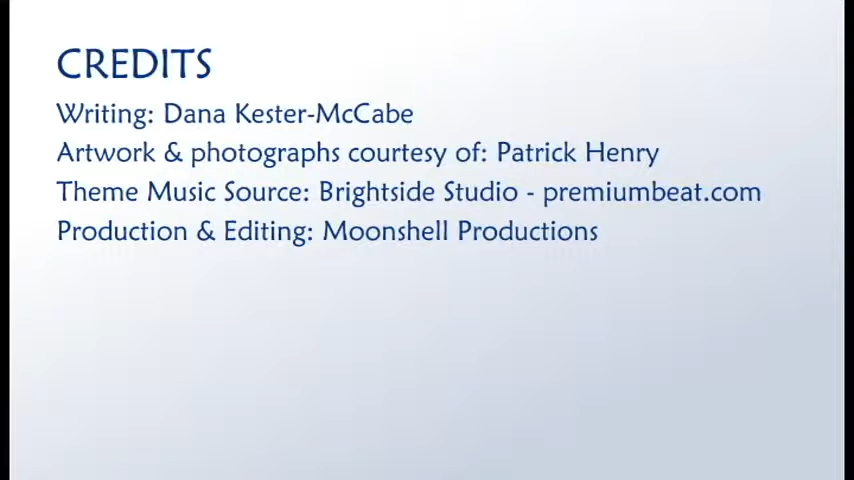 CREDITS
Writing: Dana Kester-McCabe
Artwork & photographs courtesy of: Patrick Henry
Theme Music Source: Brightside Studio - premiumbeat.com
Production & Editing: Moonshell Productions